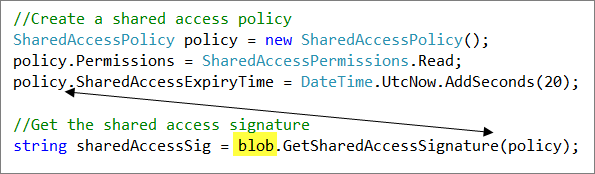 //Create a shared access policy
SharedAccessPolicy policy = new SharedAccessPolicy();
policy.Permissions = SharedAccessPermissions.Read;
policy.SharedAccessExpiryTime = DateTime.UtcNow.AddSeconds(20);
//Get the shared access signature
string sharedAccessSig = blob.GetSharedAccessSignature(policy);